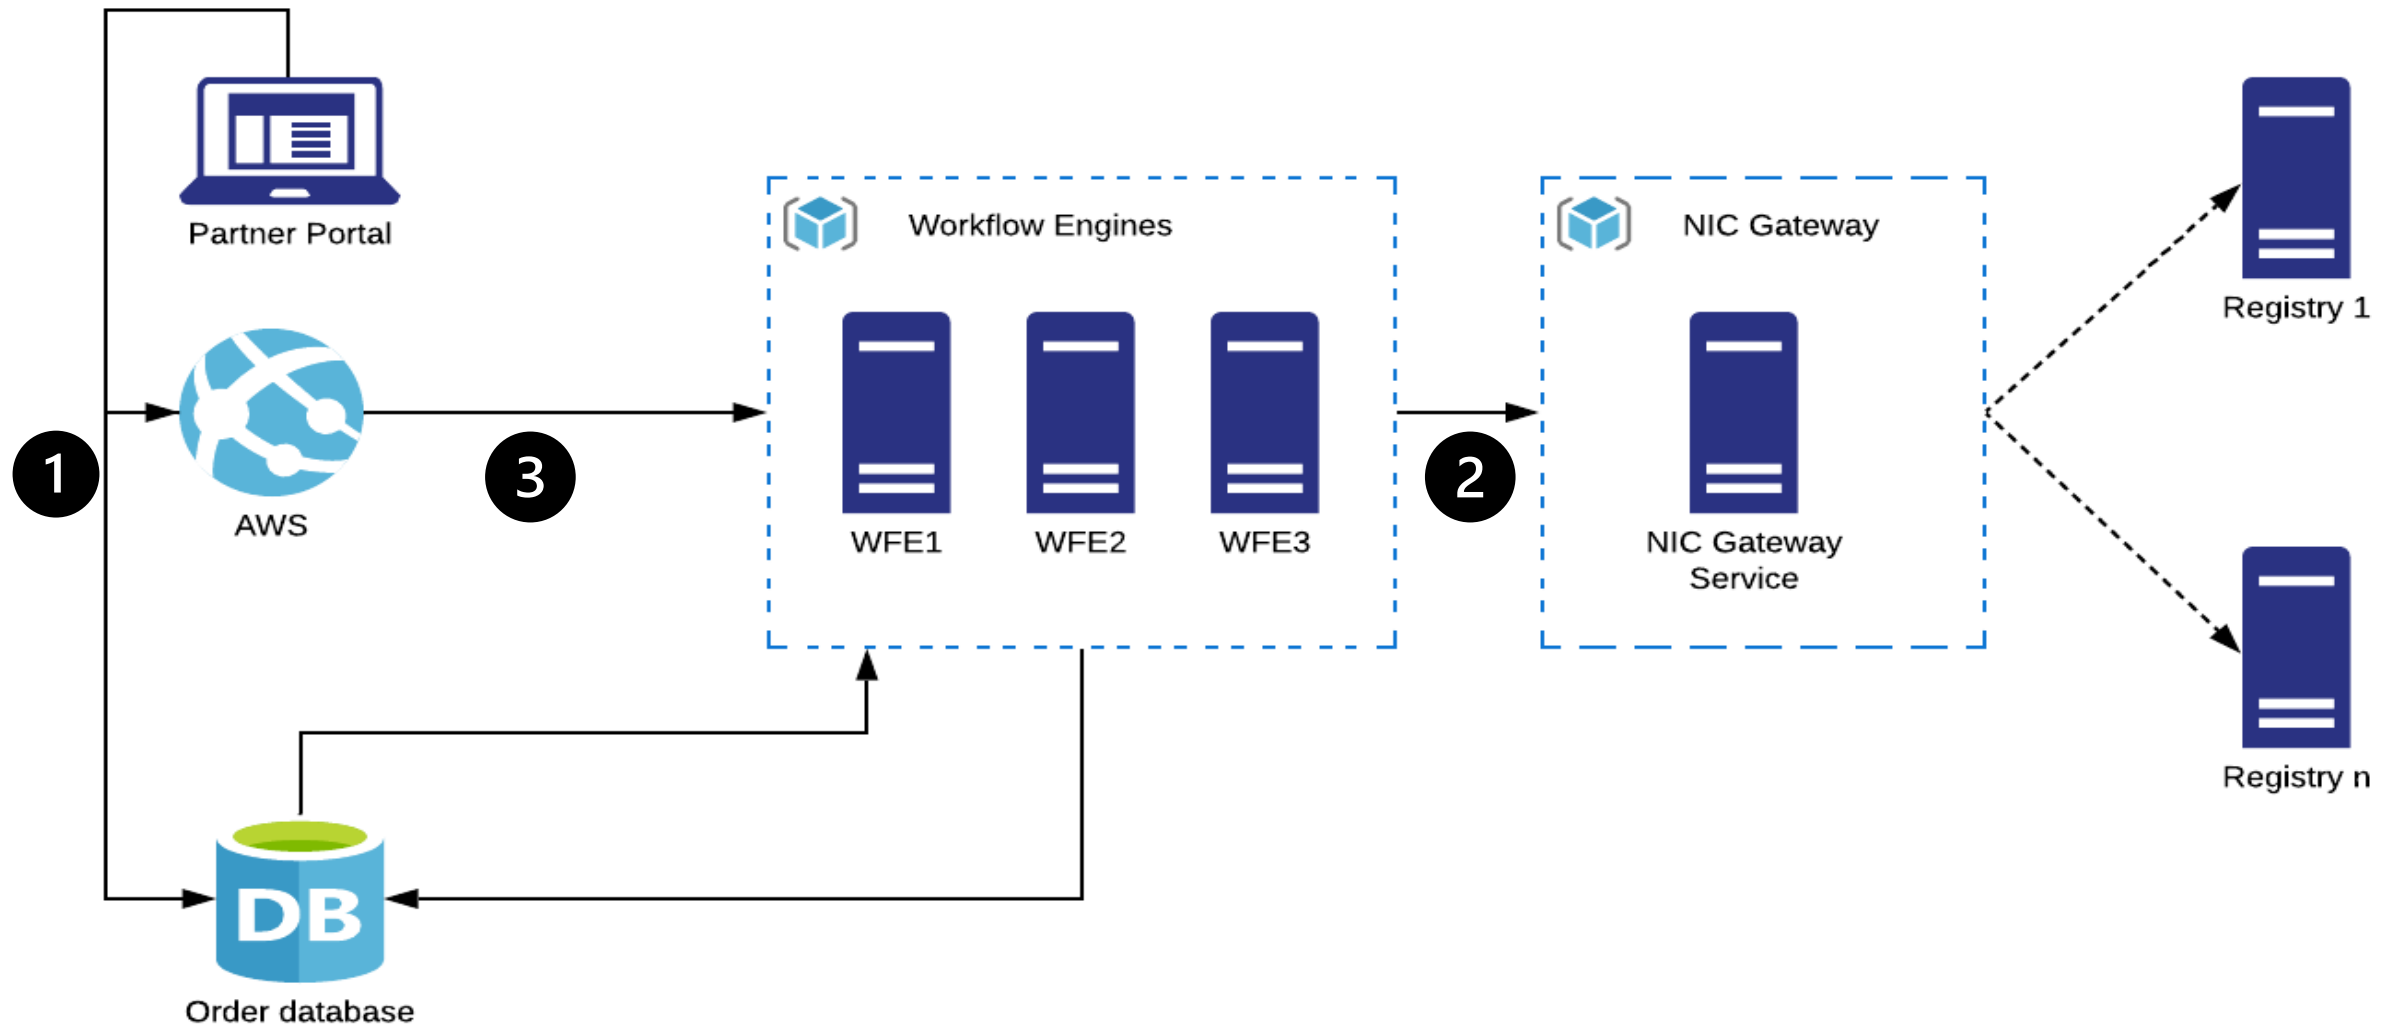 Partner Portal
1
AWS
3
Workflow Engines
WFE1
WFE2
WFE3
2
NIC Gateway
NIC Gateway
Service
Registry 1
Registry n
DB
Order database